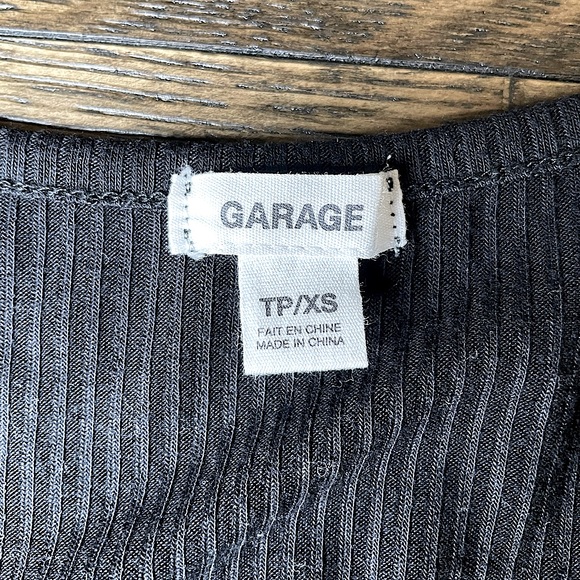 GARAGE
TP/XS
FAIT EN CHINE
MADE IN CHINA